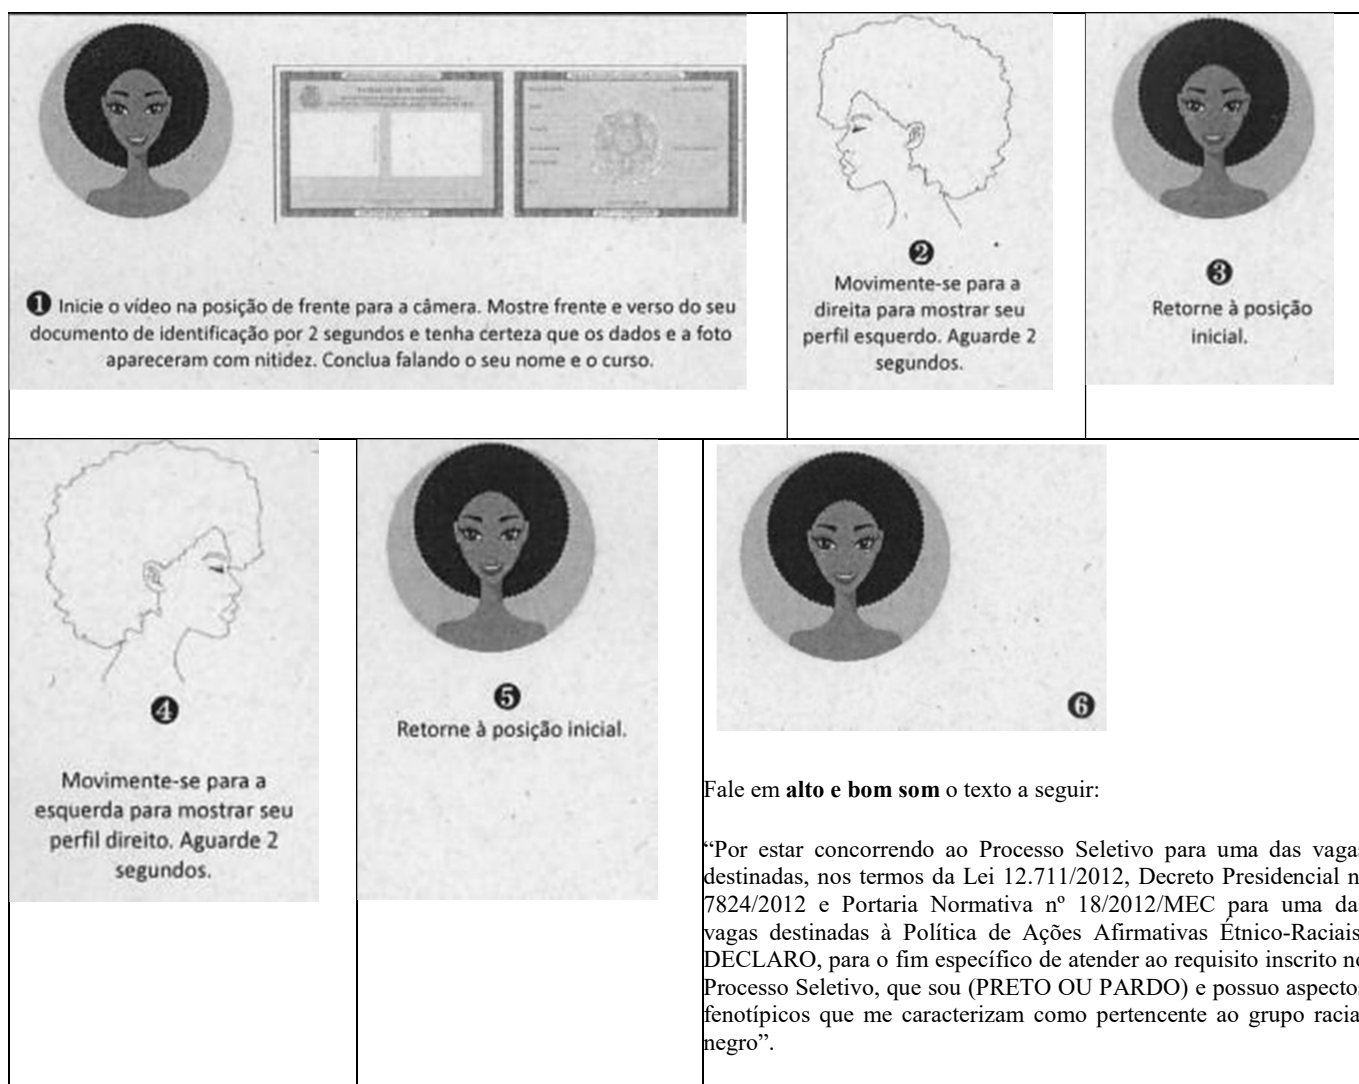 ❶ Inicie o vídeo na posição de frente para a câmera. Mostre frente e verso do seu
documento de identificação por 2 segundos e tenha certeza que os dados e a foto
apareceram com nitidez. Conclua falando o seu nome e o curso.
❷
Movimente-se para a
direita para mostrar seu
perfil esquerdo. Aguarde 2
segundos.
❸
Retorne à posição
inicial.
❹
Movimente-se para a
esquerda para mostrar seu
perfil direito. Aguarde 2
segundos.
❺
Retorne à posição inicial.
❻
Fale em alto e bom som o texto a seguir:
“Por estar concorrendo ao Processo Seletivo para uma das vagas
destinadas, nos termos da Lei 12.711/2012, Decreto Presidencial n
7824/2012 e Portaria Normativa nº 18/2012/MEC para uma da
vagas destinadas à Política de Ações Afirmativas Étnico-Raciais
DECLARO, para o fim específico de atender ao requisito inscrito no
Processo Seletivo, que sou (PRETO OU PARDO) e possuo aspecto
fenotípicos que me caracterizam como pertencente ao grupo racia
negro”.